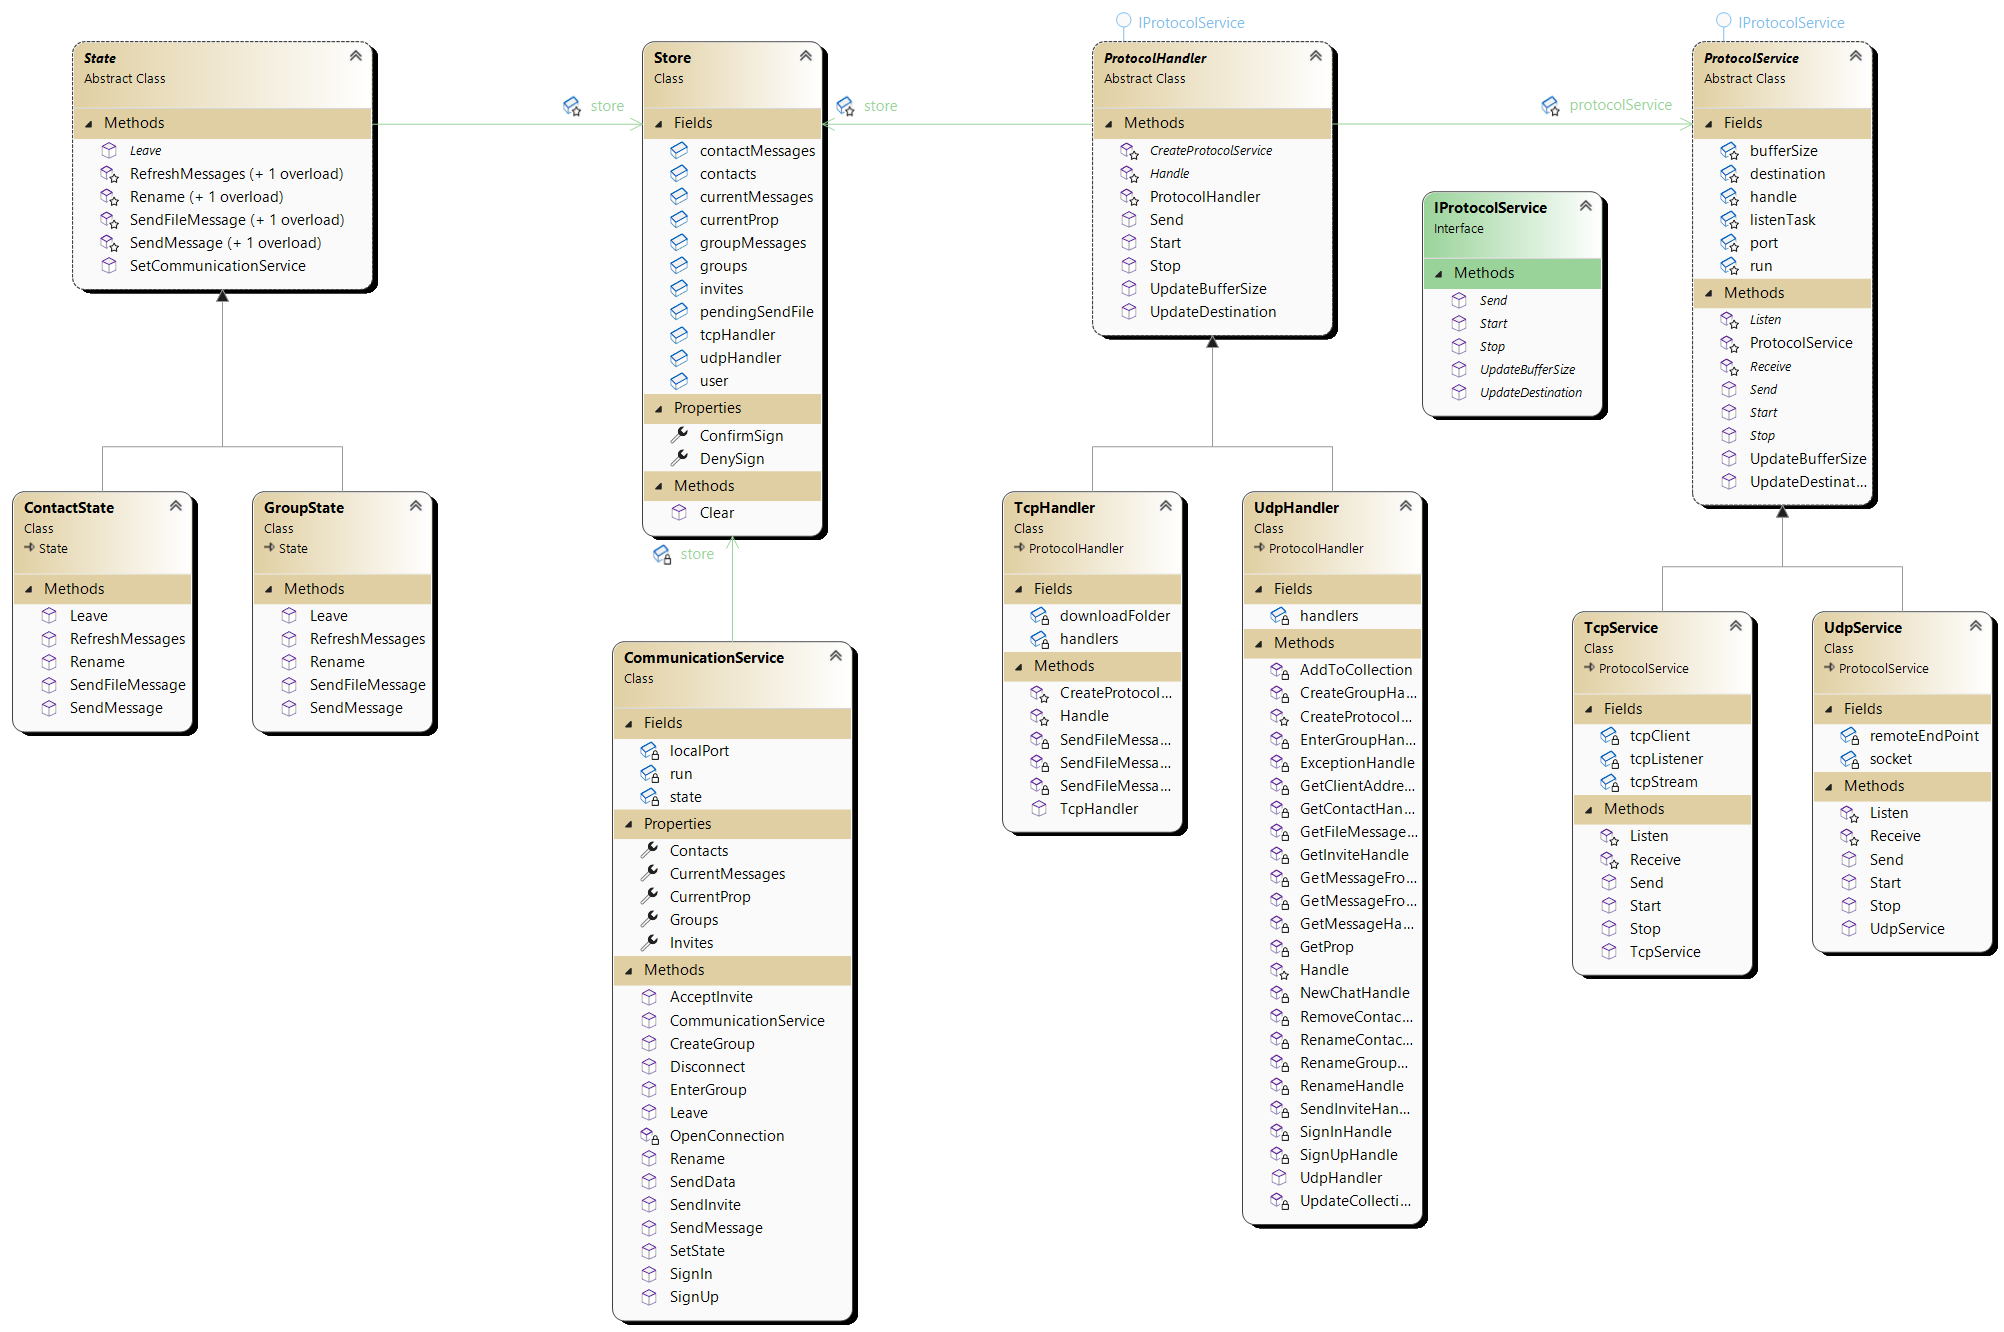 IProtocolService
IProtocolService
State
Abstract Class
Methods
Leave
RefreshMessages (+ 1 overload)
Rename (+ 1 overload)
SendFileMessage (+ 1 overload)
SendMessage (+ 1 overload)
SetCommunicationService
store
Store
Class
Fields
contactMessages
contacts
currentMessages
currentProp
groupMessages
groups
invites
pendingSendFile
tcpHandler
udpHandler
user
Properties
ConfirmSign
DenySign
Methods
Clear
store
ProtocolHandler
Abstract Class
Methods
CreateProtocolService
Handle
ProtocolHandler
Send
Start
Stop
UpdateBufferSize
UpdateDestination
protocolService
IProtocolService
Interface
Methods
Send
Start
Stop
UpdateBufferSize
UpdateDestination
ProtocolService
Abstract Class
Fields
bufferSize
destination
handle
listenTask
port
run
Methods
Listen
ProtocolService
Receive
Send
Start
Stop
UpdateBufferSize
UpdateDestinat...
ContactState
Class
State
Methods
Leave
RefreshMessages
Rename
SendFileMessage
SendMessage
GroupState
Class
State
Methods
Leave
RefreshMessages
Rename
SendFileMessage
SendMessage
store
CommunicationService
Class
Fields
localPort
run
state
Properties
Contacts
CurrentMessages
CurrentProp
Groups
Invites
Methods
AcceptInvite
CommunicationService
CreateGroup
Disconnect
EnterGroup
Leave
OpenConnection
Rename
SendData
SendInvite
SendMessage
SetState
SignIn
SignUp
TcpHandler
Class
ProtocolHandler
Fields
downloadFolder
handlers
Methods
CreateProtocol...
Handle
SendFileMessa...
SendFileMessa...
SendFileMessa...
TcpHandler
UdpHandler
Class
ProtocolHandler
Fields
handlers
Methods
AddToCollection
CreateGroupHa...
CreateProtocol...
EnterGroupHan...
ExceptionHandle
GetClientAddre...
GetContactHan...
GetFileMessage...
GetInviteHandle
GetMessageFro...
GetMessageFro...
GetMessageHa...
GetProp
Handle
NewChatHandle
RemoveContac...
RenameContac...
RenameGroup...
RenameHandle
SendInviteHan...
SignInHandle
SignUpHandle
UdpHandler
UpdateCollecti...
TcpService
Class
ProtocolService
Fields
tcpClient
tcpListener
tcpStream
Methods
Listen
Receive
Send
Start
Stop
TcpService
UdpService
Class
ProtocolService
Fields
remoteEndPoint
socket
Methods
Listen
Receive
Send
Start
Stop
UdpService